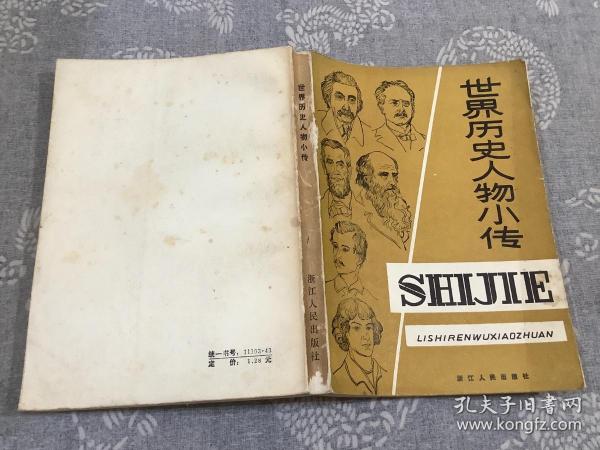 世界历史人物小传
SHIJIE
LISHIRENWUXIAOZHUAN
浙江人民出版社
世界历史人物小传
浙江人民出版社
统一书号：11103·43
定 价：1.28 元
孔夫子旧书网
www.kongfz.com